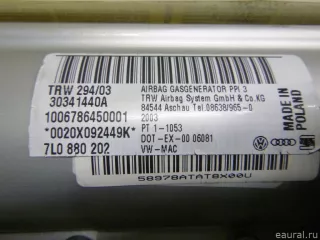 TRW 294/03
30341440A
1006786450001
*0020X092449K*
7L0 880 202
AIRBAG GASGENERATOR PPI 3
TRW Airbag System GmbH & Co.KG
84544 Aschau Tel.08638/965-0
2003
PT 1-1053
DOT-EX-00 06081
VW-MAC
MADE IN
POLAND
58978ATAT8X00U
eaural.ru